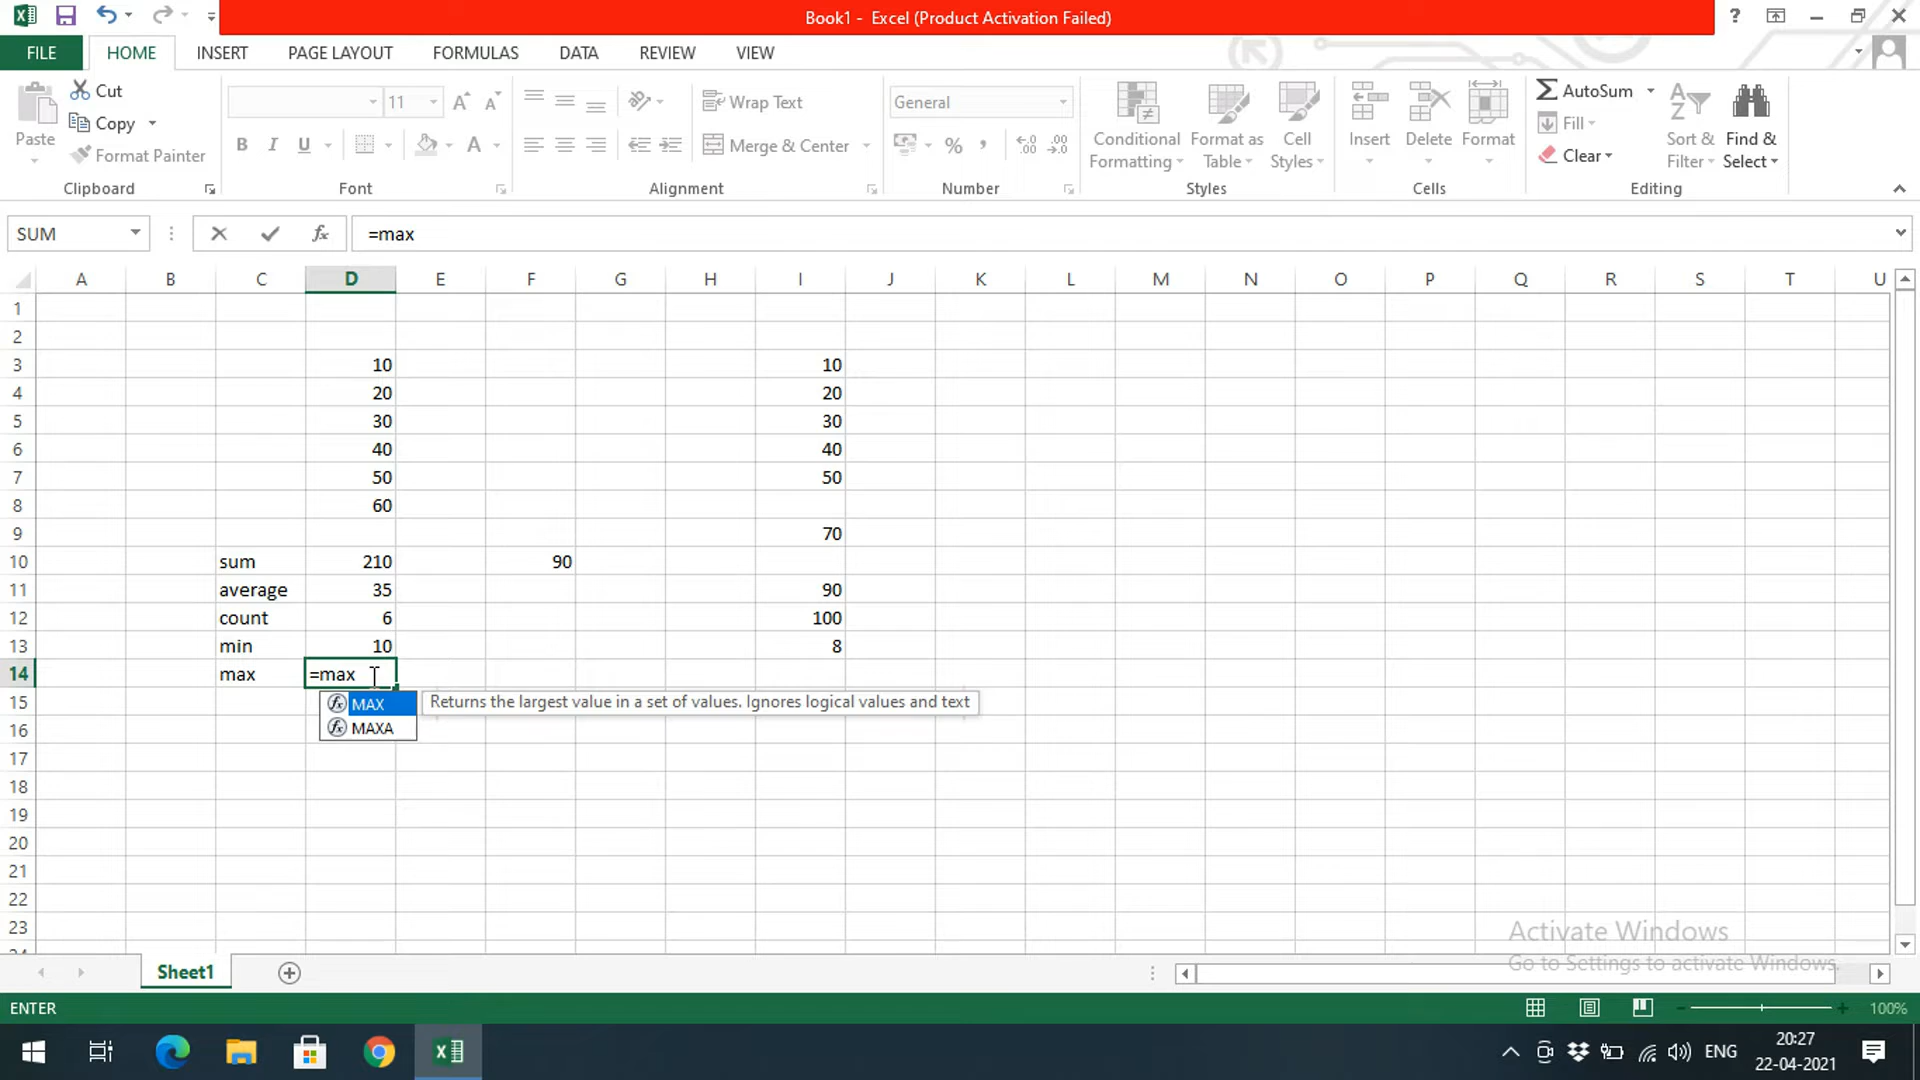 Book1 - Excel (Product Activation Failed)
?
FILE HOME INSERT PAGE LAYOUT FORMULAS DATA REVIEW VIEW
Paste
Cut
Copy
Format Painter
Clipboard
11
A A
B I U A
Font
Wrap Text
Merge & Center
Alignment
General
% , .0 .00
Number
Conditional Formatting
Format as Table
Cell Styles
Styles
Insert
Delete
Format
Cells
AutoSum
Fill
Clear
Sort & Filter
Find & Select
Editing
SUM fx =max
A B C D E F G H I J K L M N O P Q R S T U
1
2
3 10 10
4 20 20
5 30 30
6 40 40
7 50 50
8 60
9 70
10 sum 210 90
11 average 35 90
12 count 6 100
13 min 10 8
14 max =max
15 fx MAX Returns the largest value in a set of values. Ignores logical values and text
16 fx MAXA
17
18
19
20
21
22
23
Activate Windows
Go to Settings to activate Windows.
Sheet1
ENTER 100%
ENG
20:27
22-04-2021